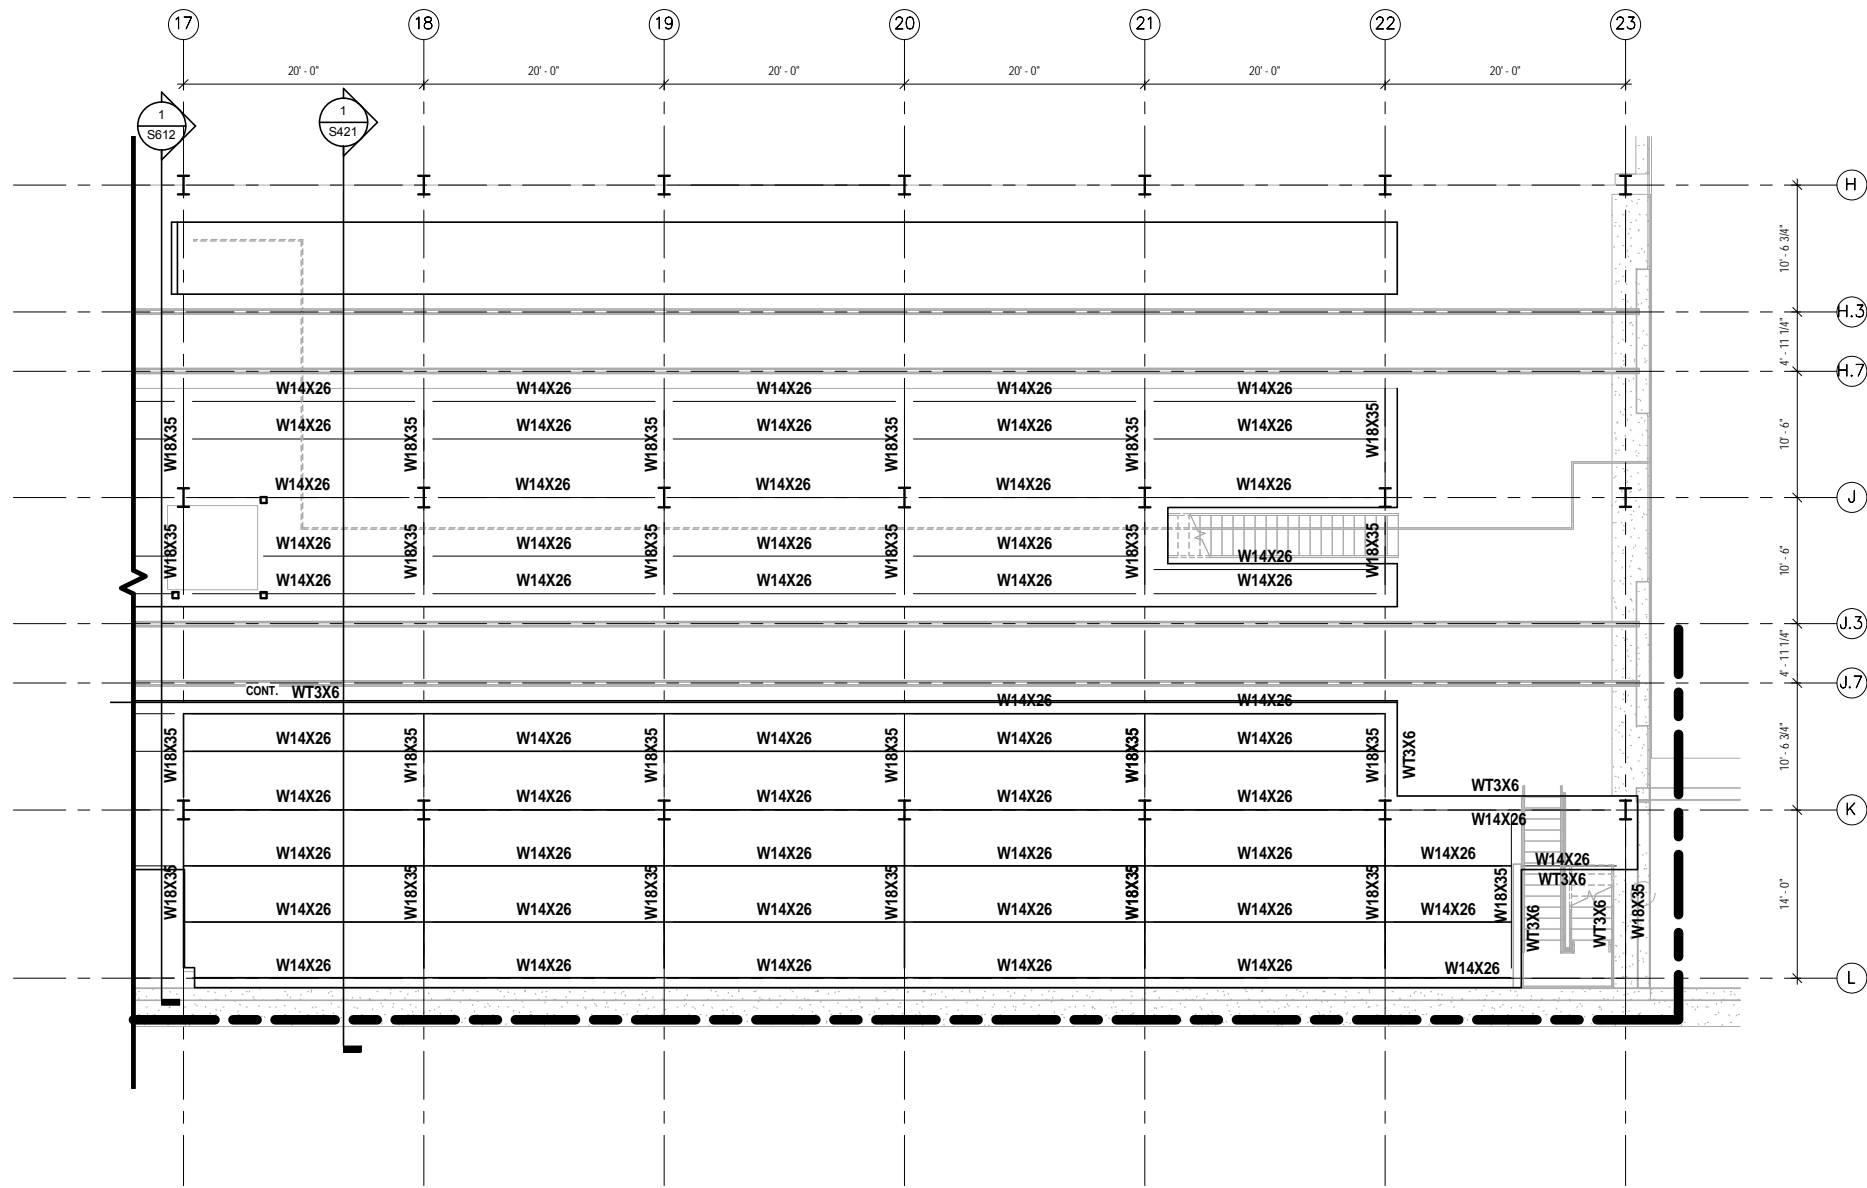 17 18 19 20 21 22 23
20' - 0" 20' - 0" 20' - 0" 20' - 0" 20' - 0" 20' - 0"
1 1
S612 S421
H
10' - 6 3/4"
H.3
4' - 11 1/4"
H.7
W14X26 W14X26 W14X26 W14X26 W14X26
W14X26 W14X26 W14X26 W14X26 W14X26
W18X35 W18X35 W18X35 W18X35 W18X35 W18X35
10' - 6"
W14X26 W14X26 W14X26 W14X26 W14X26
J
W14X26 W14X26 W14X26 W14X26 W14X26
W18X35 W18X35 W18X35 W18X35 W18X35 W18X35
10' - 6"
W14X26 W14X26 W14X26 W14X26 W14X26
J.3
4' - 11 1/4"
J.7
CONT. WT3X6 W14X26 W14X26
W14X26 W14X26 W14X26 W14X26 W14X26
W18X35 W18X35 W18X35 W18X35 W18X35 W18X35 WT3X6
10' - 6 3/4"
WT3X6
W14X26 W14X26 W14X26 W14X26 W14X26
K
W14X26
W14X26 W14X26 W14X26 W14X26 W14X26 W14X26 W14X26
WT3X6
W18X35 W18X35 W18X35 W18X35 W18X35 W18X35 W18X35 WT3X6 WT3X6 W18X35
14' - 0"
W14X26 W14X26 W14X26 W14X26 W14X26 W14X26
W14X26 W14X26 W14X26 W14X26 W14X26 W14X26
L